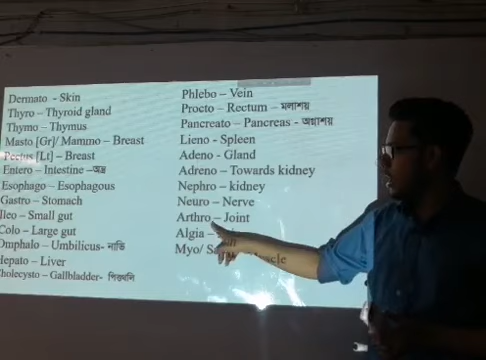 Dermato - Skin
Thyro – Thyroid gland
Thymo – Thymus
Masto [Gr]/ Mammo – Breast
Pectus [Lt] – Breast
Entero – Intestine –অন্ত্র
Esophago – Esophagous
Gastro – Stomach
Ileo – Small gut
Colo – Large gut
Omphalo – Umbilicus- নাভি
Hepato – Liver
Cholecysto – Gallbladder- পিত্তথলি
Phlebo – Vein
Procto – Rectum – মলাশয়
Pancreato – Pancreas - অগ্নাশয়
Lieno - Spleen
Adeno - Gland
Adreno – Towards kidney
Nephro – kidney
Neuro – Nerve
Arthro – Joint
Algia –
Myo/